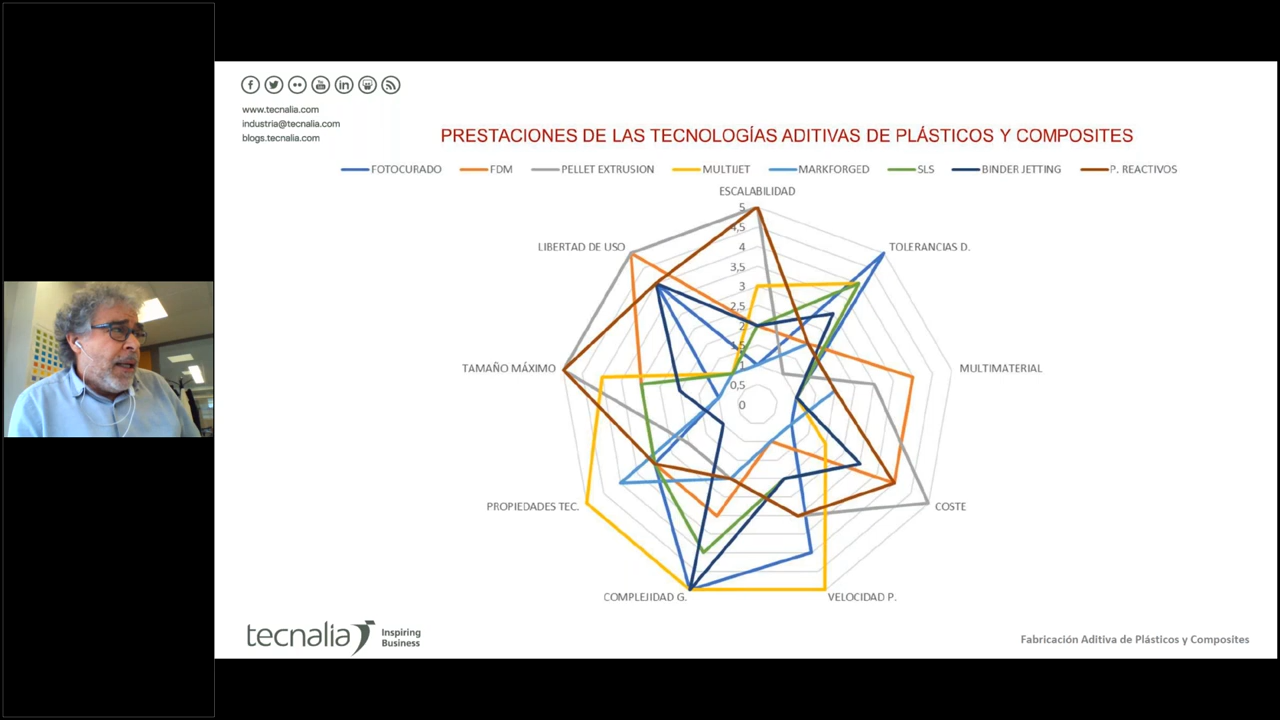 www.tecnalia.com
industria@tecnalia.com
blogs.tecnalia.com
PRESTACIONES DE LAS TECNOLOGÍAS ADITIVAS DE PLÁSTICOS Y COMPOSITES
FOTOCURADO FDM PELLET EXTRUSION MULTIJET MARKFORGED SLS BINDER JETTING P. REACTIVOS
ESCALABILIDAD
5
4,5
4
3,5
3
2,5
2
1,5
1
0,5
0
LIBERTAD DE USO
TOLERANCIAS D.
TAMAÑO MÁXIMO
MULTIMATERIAL
PROPIEDADES TEC.
COSTE
COMPLEJIDAD G.
VELOCIDAD P.
tecnalia Inspiring
Business
Fabricación Aditiva de Plásticos y Composites